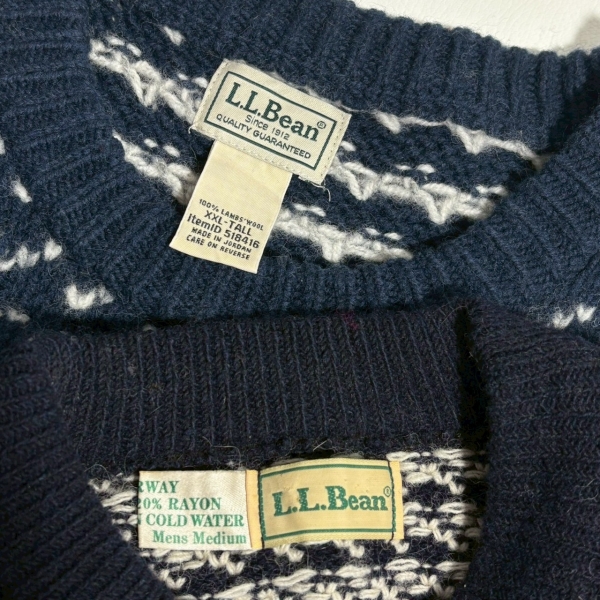 L.L.Bean®
Since 1912
QUALITY GUARANTEED
100% LAMBS' WOOL
XXL-TALL
ItemID 518416
MADE IN JORDAN
CARE ON REVERSE
RWAY
0% RAYON
COLD WATER
Mens Medium
L.L.Bean®